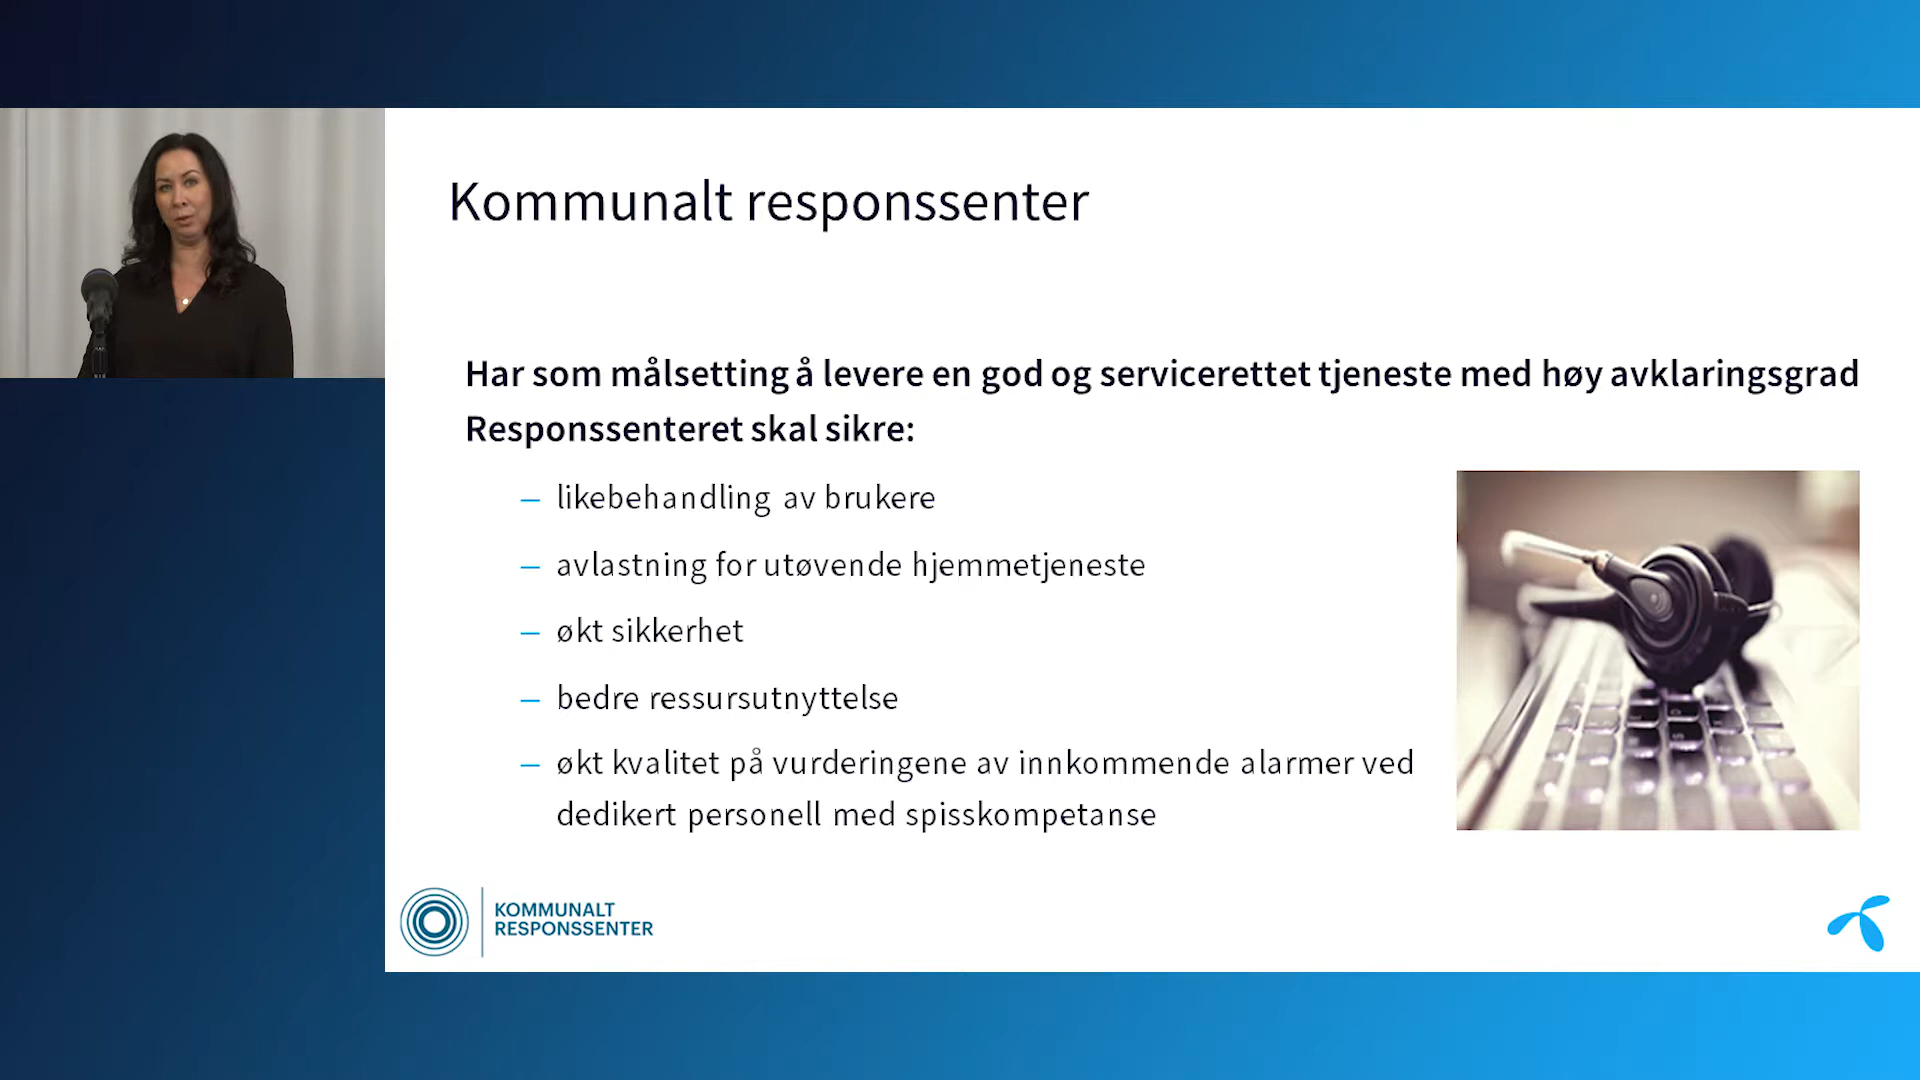 Kommunalt responssenter
Har som målsetting å levere en god og servicerettet tjeneste med høy avklaringsgrad
Responssenteret skal sikre:
– likebehandling av brukere
– avlastning for utøvende hjemmetjeneste
– økt sikkerhet
– bedre ressursutnyttelse
– økt kvalitet på vurderingene av innkommende alarmer ved
dedikert personell med spisskompetanse
KOMMUNALT
RESPONSSENTER